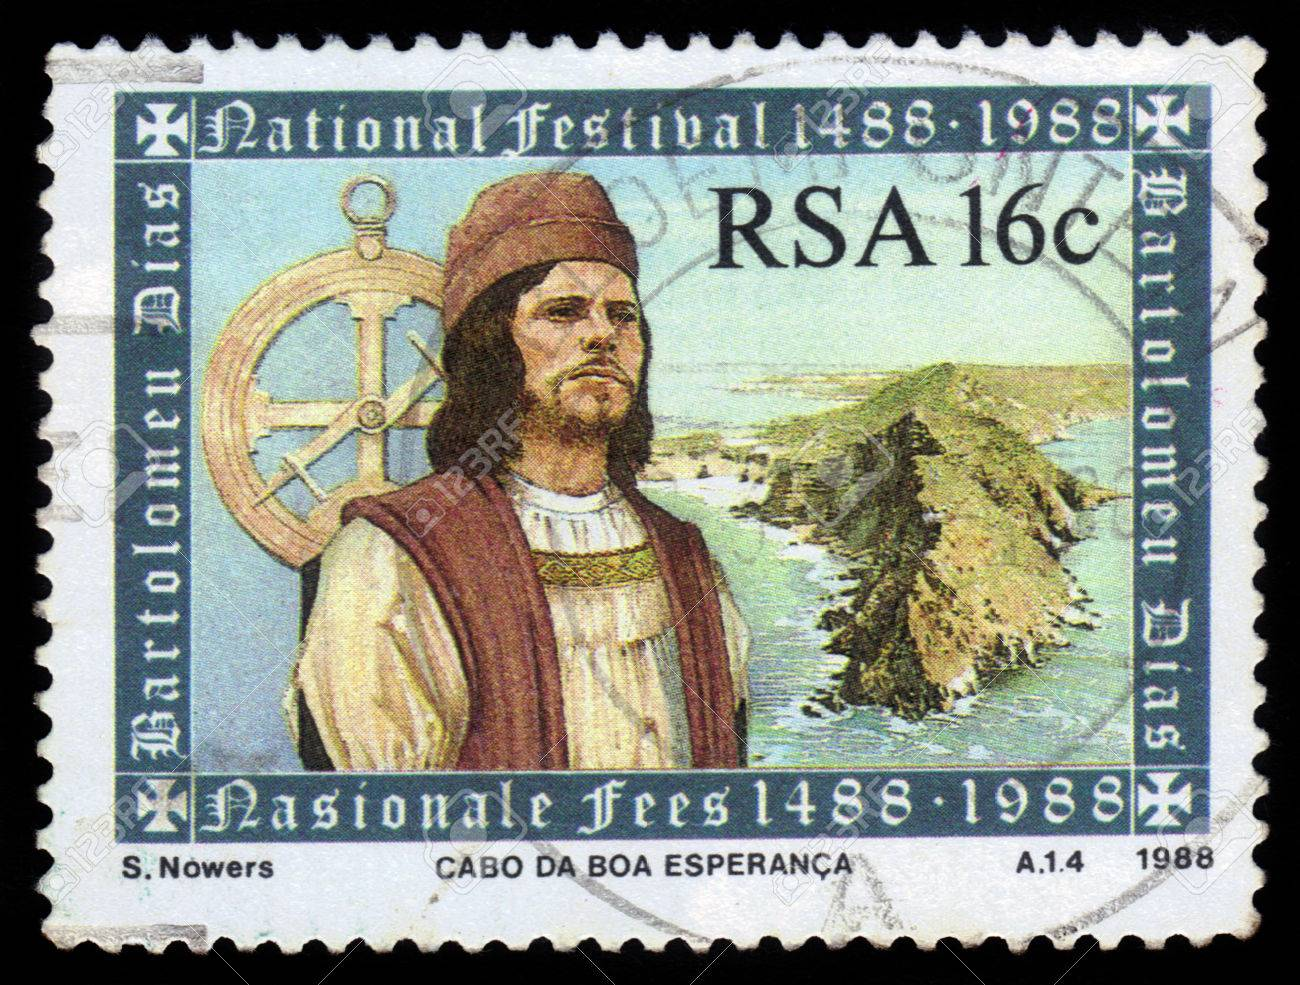 National Festival 1488 · 1988
Bartolomeu Dias
RSA 16c
Bartolomeu Dias
Nasionale Fees 1488 · 1988
S. Nowers
CABO DA BOA ESPERANÇA
A.1.4
1988
123RF